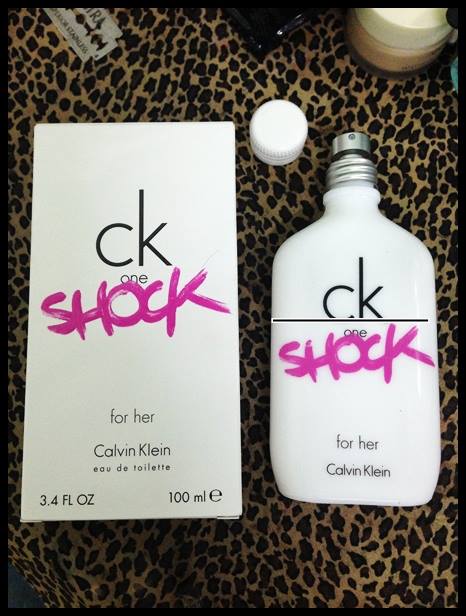 ck
one
SHOCK
for her
Calvin Klein
eau de toilette
3.4 FL OZ 100 ml e
ck
one
SHOCK
for her
Calvin Klein